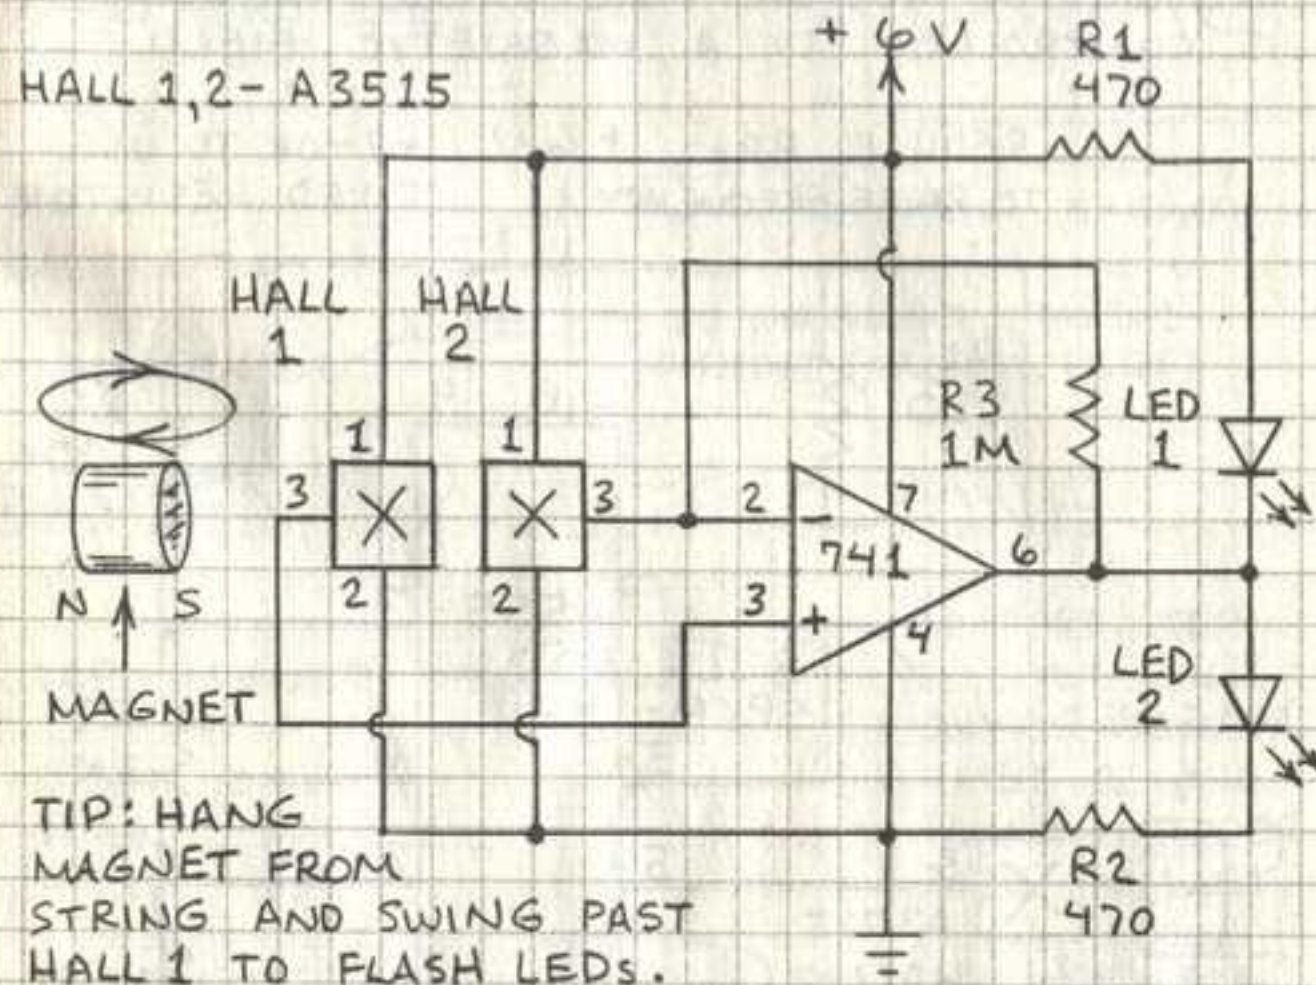 +6V
R1
470
HALL 1,2- A3515
HALL
1
HALL
2
1
1
3
3
2
2
2
3
-
+
741
7
6
4
R3
1M
LED
1
LED
2
N
S
MAGNET
R2
470
TIP: HANG
MAGNET FROM
STRING AND SWING PAST
HALL 1 TO FLASH LEDs.